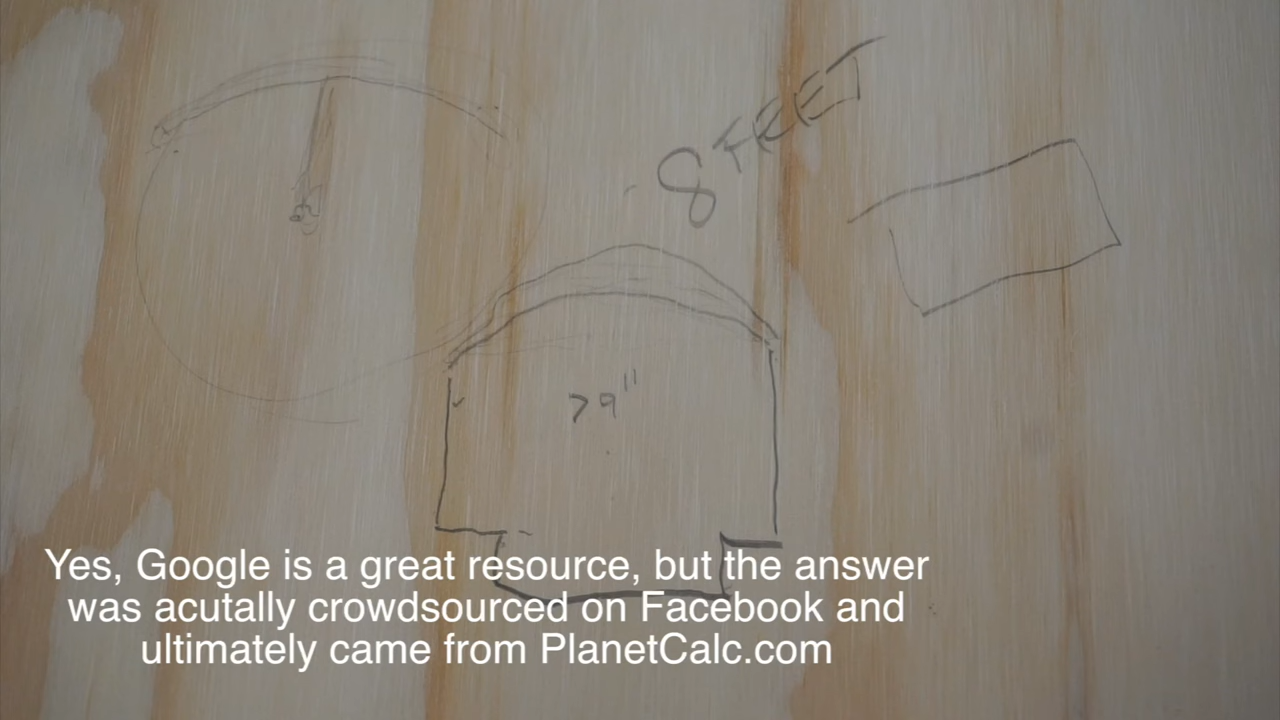 8 FEET
79"
Yes, Google is a great resource, but the answer
was acutally crowdsourced on Facebook and
ultimately came from PlanetCalc.com